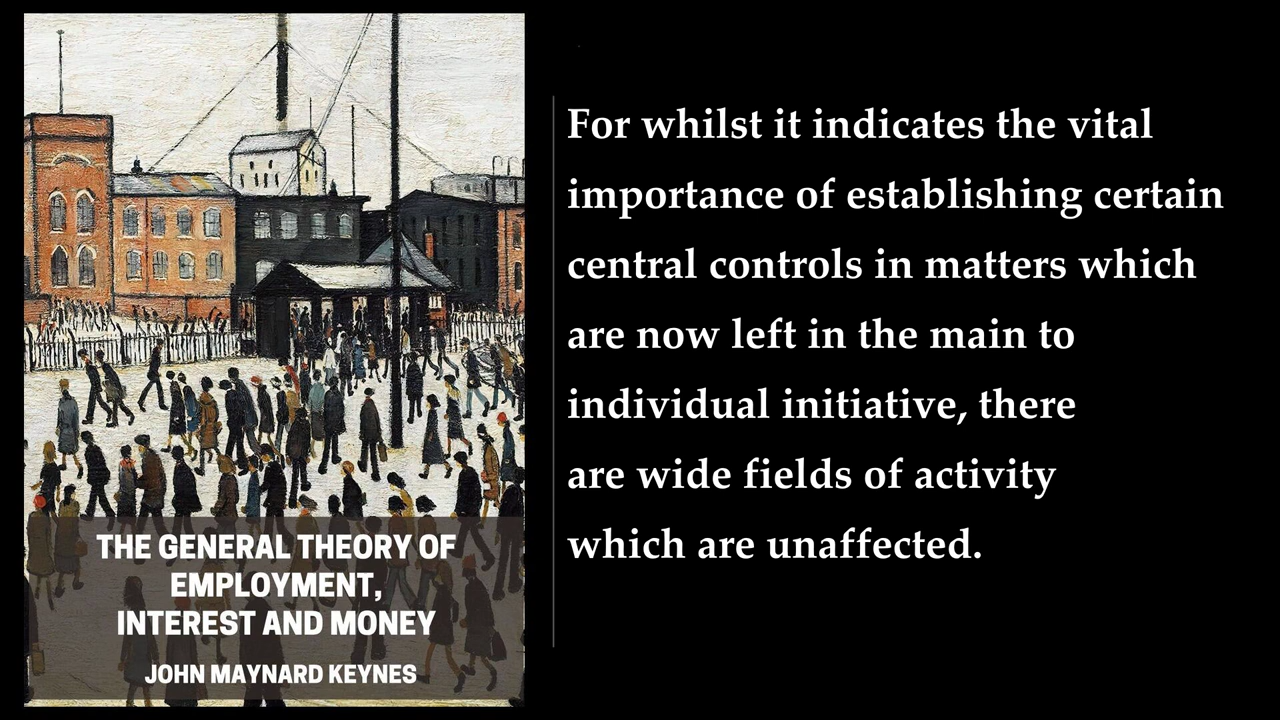 THE GENERAL THEORY OF
EMPLOYMENT,
INTEREST AND MONEY
JOHN MAYNARD KEYNES
For whilst it indicates the vital
importance of establishing certain
central controls in matters which
are now left in the main to
individual initiative, there
are wide fields of activity
which are unaffected.